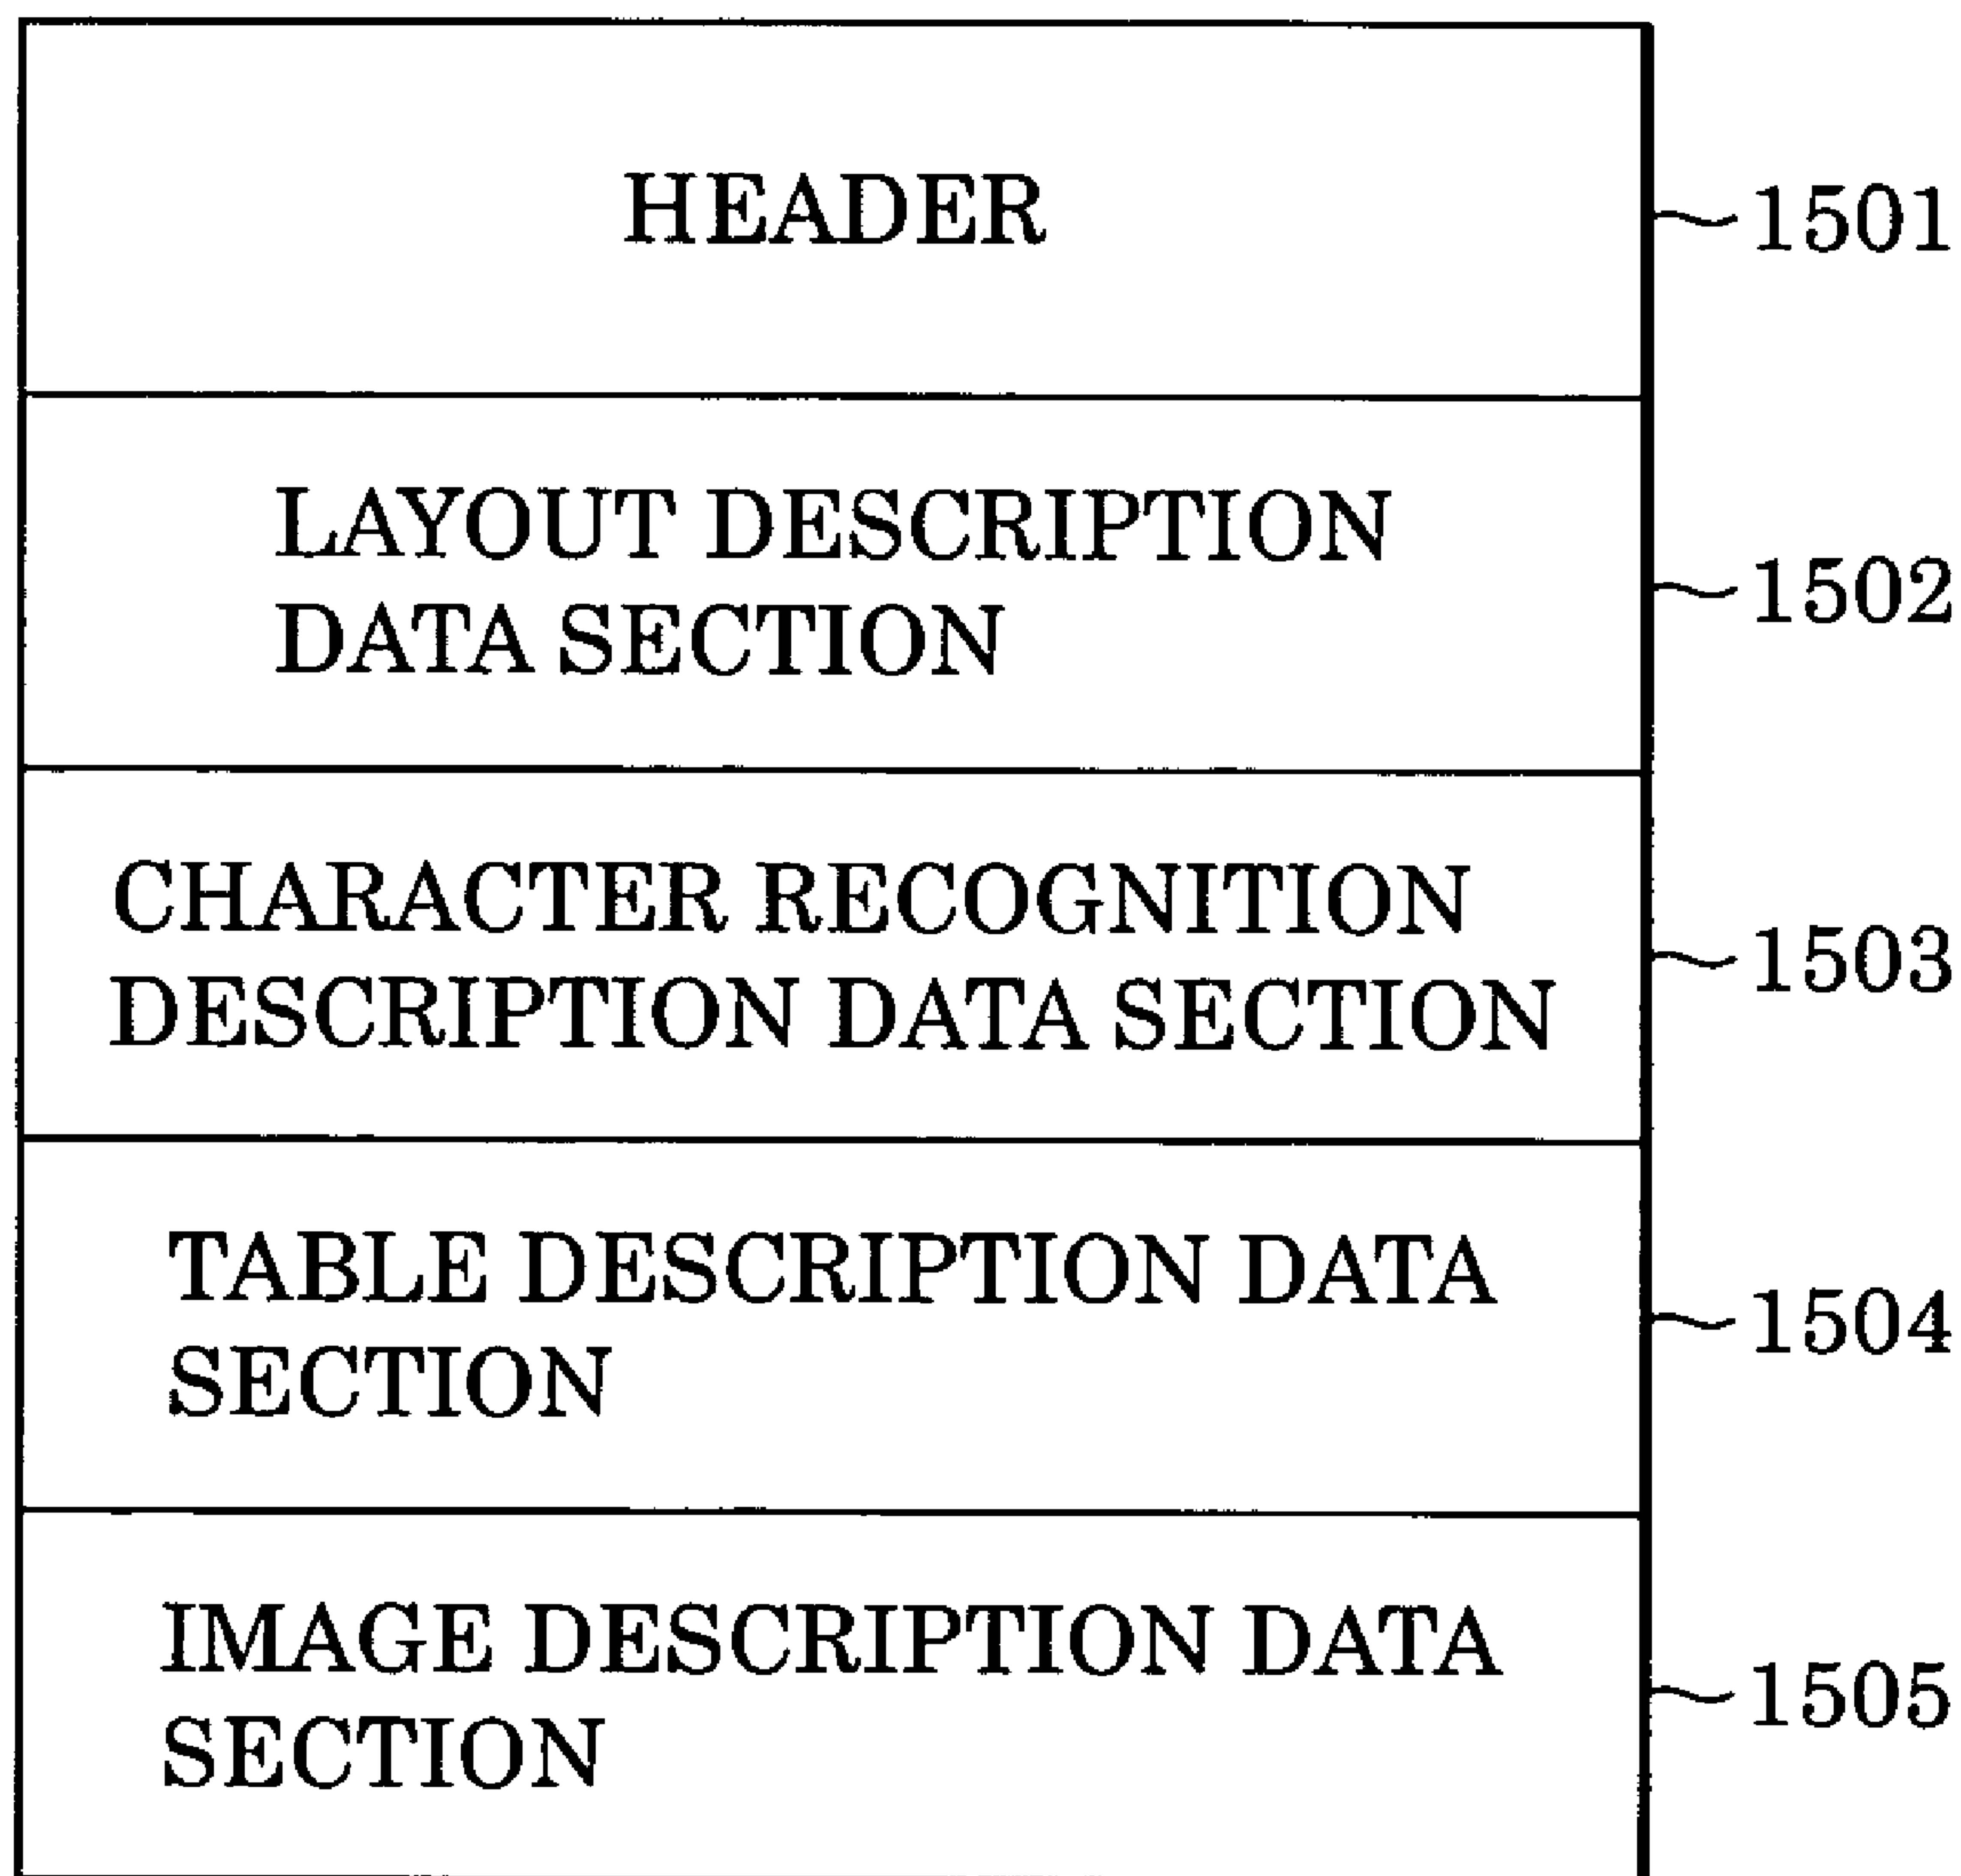 HEADER
1501
LAYOUT DESCRIPTION
DATA SECTION
1502
CHARACTER RECOGNITION
DESCRIPTION DATA SECTION
1503
TABLE DESCRIPTION DATA
SECTION
1504
IMAGE DESCRIPTION DATA
SECTION
1505